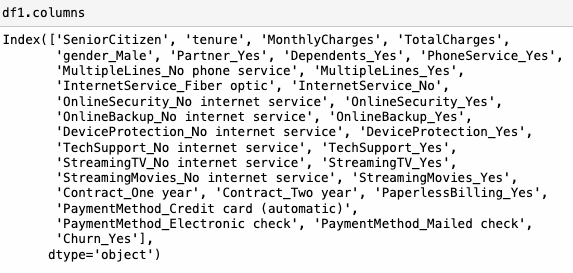 df1.columns
Index(['SeniorCitizen', 'tenure', 'MonthlyCharges', 'TotalCharges',
'gender_Male', 'Partner_Yes', 'Dependents_Yes', 'PhoneService_Yes',
'MultipleLines_No phone service', 'MultipleLines_Yes',
'InternetService_Fiber optic', 'InternetService_No',
'OnlineSecurity_No internet service', 'OnlineSecurity_Yes',
'OnlineBackup_No internet service', 'OnlineBackup_Yes',
'DeviceProtection_No internet service', 'DeviceProtection_Yes',
'TechSupport_No internet service', 'TechSupport_Yes',
'StreamingTV_No internet service', 'StreamingTV_Yes',
'StreamingMovies_No internet service', 'StreamingMovies_Yes',
'Contract_One year', 'Contract_Two year', 'PaperlessBilling_Yes',
'PaymentMethod_Credit card (automatic)',
'PaymentMethod_Electronic check', 'PaymentMethod_Mailed check',
'Churn_Yes'],
dtype='object')